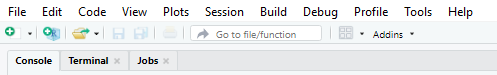 File Edit Code View Plots Session Build Debug Profile Tools Help
Go to file/function Addins
Console Terminal Jobs